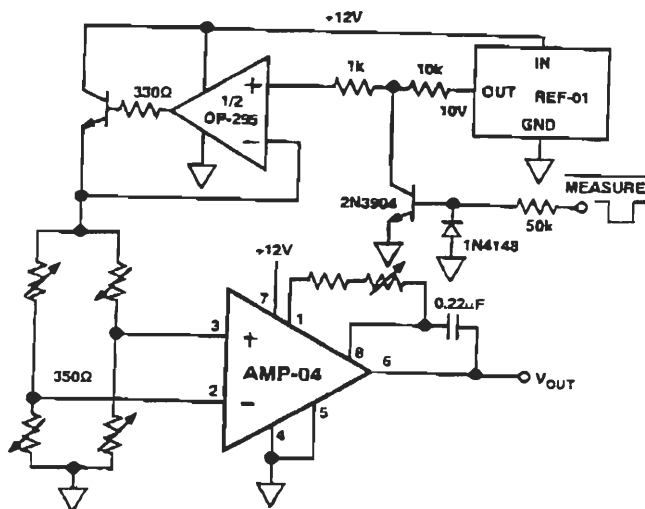 +12V
330Ω
1/2
OP-295
+
−
1k
10k
10V
IN
OUT REF-01
GND
MEASURE
2N3904
1N4148
50k
+12V
7
1
3
+
AMP-04
2
−
350Ω
8
6
5
4
0.22µF
VOUT